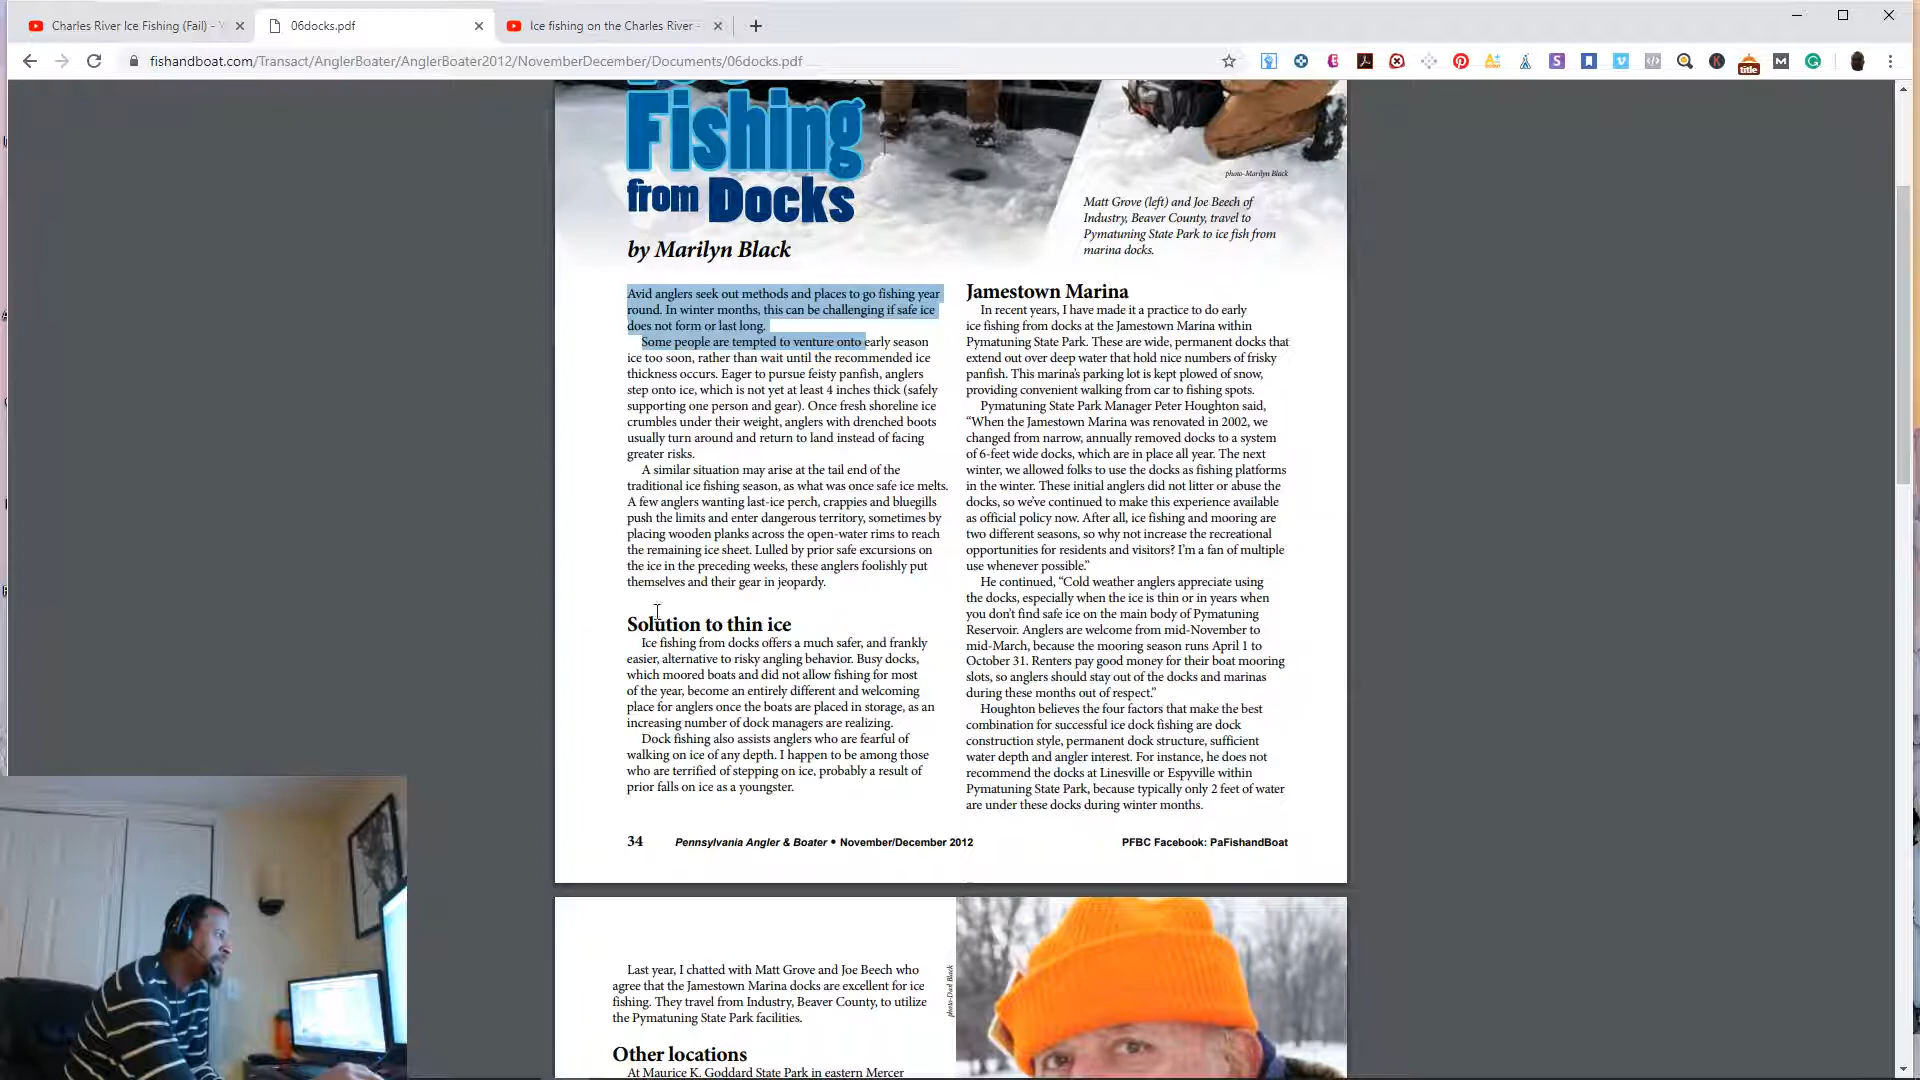 Charles River Ice Fishing (Fail) -
06docks.pdf
Ice fishing on the Charles River -
fishandboat.com/Transact/AnglerBoater/AnglerBoater2012/NovemberDecember/Documents/06docks.pdf
title
Fishing
from Docks
by Marilyn Black
photo-Marilyn Black
Matt Grove (left) and Joe Beech of
Industry, Beaver County, travel to
Pymatuning State Park to ice fish from
marina docks.
Avid anglers seek out methods and places to go fishing year
round. In winter months, this can be challenging if safe ice
does not form or last long.
Some people are tempted to venture onto early season
ice too soon, rather than wait until the recommended ice
thickness occurs. Eager to pursue feisty panfish, anglers
step onto ice, which is not yet at least 4 inches thick (safely
supporting one person and gear). Once fresh shoreline ice
crumbles under their weight, anglers with drenched boots
usually turn around and return to land instead of facing
greater risks.
A similar situation may arise at the tail end of the
traditional ice fishing season, as what was once safe ice melts.
A few anglers wanting last-ice perch, crappies and bluegills
push the limits and enter dangerous territory, sometimes by
placing wooden planks across the open-water rims to reach
the remaining ice sheet. Lulled by prior safe excursions on
the ice in the preceding weeks, these anglers foolishly put
themselves and their gear in jeopardy.
Solution to thin ice
Ice fishing from docks offers a much safer, and frankly
easier, alternative to risky angling behavior. Busy docks,
which moored boats and did not allow fishing for most
of the year, become an entirely different and welcoming
place for anglers once the boats are placed in storage, as an
increasing number of dock managers are realizing.
Dock fishing also assists anglers who are fearful of
walking on ice of any depth. I happen to be among those
who are terrified of stepping on ice, probably a result of
prior falls on ice as a youngster.
Jamestown Marina
In recent years, I have made it a practice to do early
ice fishing from docks at the Jamestown Marina within
Pymatuning State Park. These are wide, permanent docks that
extend out over deep water that hold nice numbers of frisky
panfish. This marina's parking lot is kept plowed of snow,
providing convenient walking from car to fishing spots.
Pymatuning State Park Manager Peter Houghton said,
“When the Jamestown Marina was renovated in 2002, we
changed from narrow, annually removed docks to a system
of 6-feet wide docks, which are in place all year. The next
winter, we allowed folks to use the docks as fishing platforms
in the winter. These initial anglers did not litter or abuse the
docks, so we've continued to make this experience available
as official policy now. After all, ice fishing and mooring are
two different seasons, so why not increase the recreational
opportunities for residents and visitors? I'm a fan of multiple
use whenever possible.”
He continued, “Cold weather anglers appreciate using
the docks, especially when the ice is thin or in years when
you don't find safe ice on the main body of Pymatuning
Reservoir. Anglers are welcome from mid-November to
mid-March, because the mooring season runs April 1 to
October 31. Renters pay good money for their boat mooring
slots, so anglers should stay out of the docks and marinas
during these months out of respect.”
Houghton believes the four factors that make the best
combination for successful ice dock fishing are dock
construction style, permanent dock structure, sufficient
water depth and angler interest. For instance, he does not
recommend the docks at Linesville or Espyville within
Pymatuning State Park, because typically only 2 feet of water
are under these docks during winter months.
34 Pennsylvania Angler & Boater • November/December 2012 PFBC Facebook: PaFishandBoat
Last year, I chatted with Matt Grove and Joe Beech who
agree that the Jamestown Marina docks are excellent for ice
fishing. They travel from Industry, Beaver County, to utilize
the Pymatuning State Park facilities.
Other locations
At Maurice K. Goddard State Park in eastern Mercer